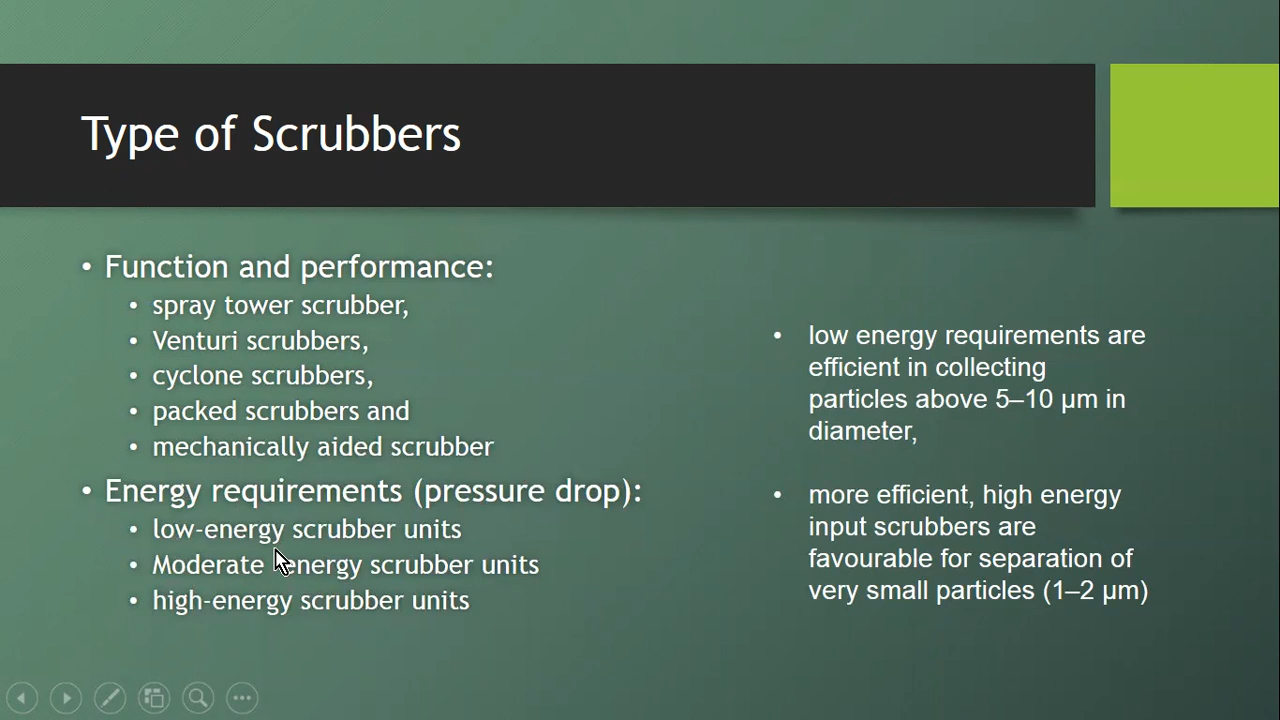 Type of Scrubbers
• Function and performance:
• spray tower scrubber,
• Venturi scrubbers,
• cyclone scrubbers,
• packed scrubbers and
• mechanically aided scrubber
• Energy requirements (pressure drop):
• low-energy scrubber units
• Moderate energy scrubber units
• high-energy scrubber units
• low energy requirements are
efficient in collecting
particles above 5–10 µm in
diameter,
• more efficient, high energy
input scrubbers are
favourable for separation of
very small particles (1–2 µm)